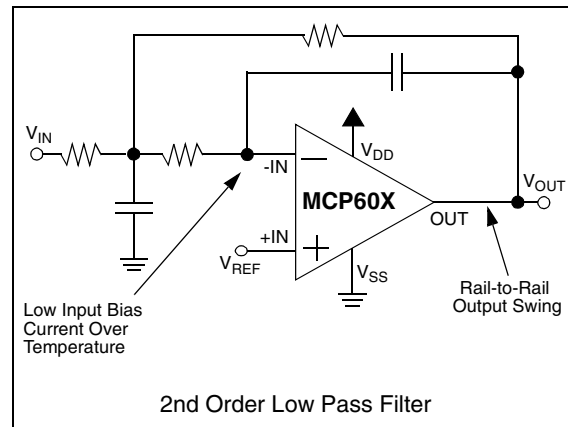 V_IN
-IN
V_DD
MCP60X
OUT
V_OUT
+IN
V_REF
V_SS
Low Input Bias
Current Over
Temperature
Rail-to-Rail
Output Swing
2nd Order Low Pass Filter